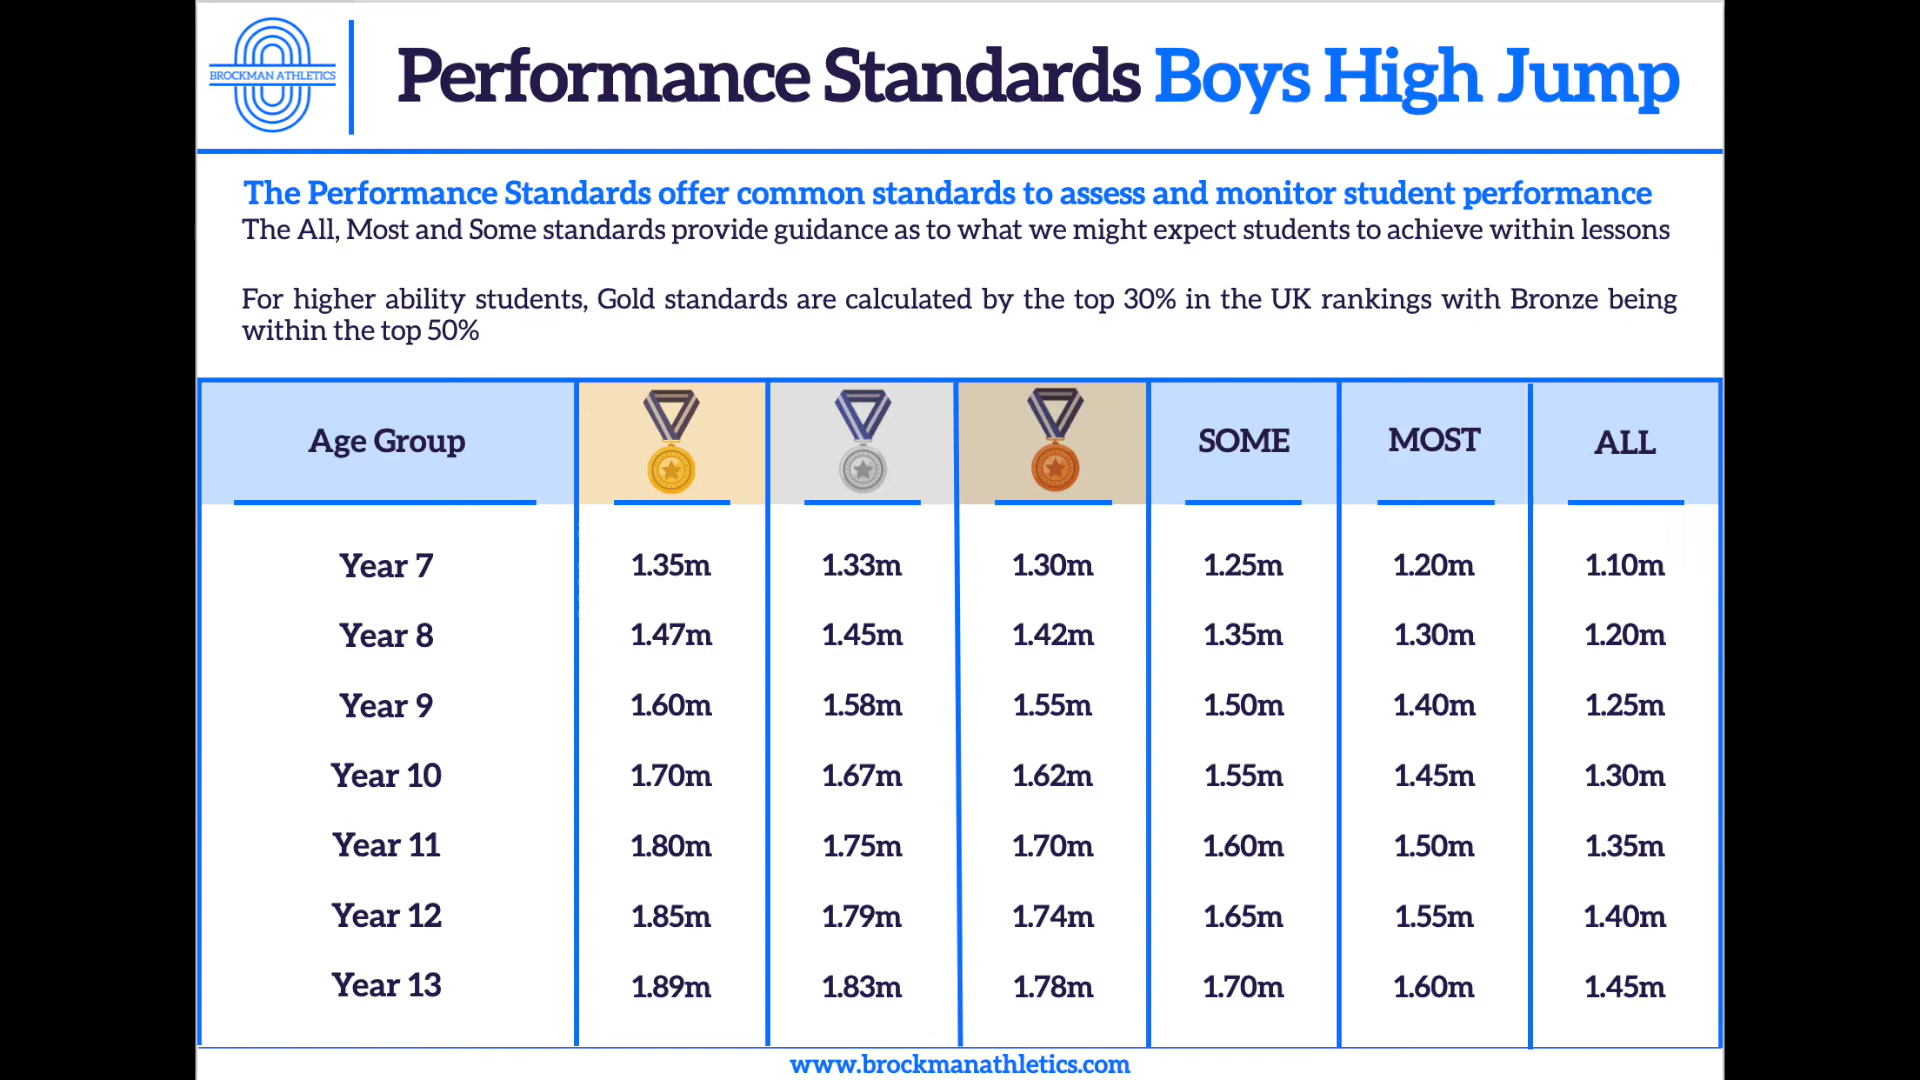 BROCKMAN ATHLETICS
Performance Standards Boys High Jump
The Performance Standards offer common standards to assess and monitor student performance
The All, Most and Some standards provide guidance as to what we might expect students to achieve within lessons
For higher ability students, Gold standards are calculated by the top 30% in the UK rankings with Bronze being
within the top 50%
Age Group SOME MOST ALL
Year 7 1.35m 1.33m 1.30m 1.25m 1.20m 1.10m
Year 8 1.47m 1.45m 1.42m 1.35m 1.30m 1.20m
Year 9 1.60m 1.58m 1.55m 1.50m 1.40m 1.25m
Year 10 1.70m 1.67m 1.62m 1.55m 1.45m 1.30m
Year 11 1.80m 1.75m 1.70m 1.60m 1.50m 1.35m
Year 12 1.85m 1.79m 1.74m 1.65m 1.55m 1.40m
Year 13 1.89m 1.83m 1.78m 1.70m 1.60m 1.45m
www.brockmanathletics.com